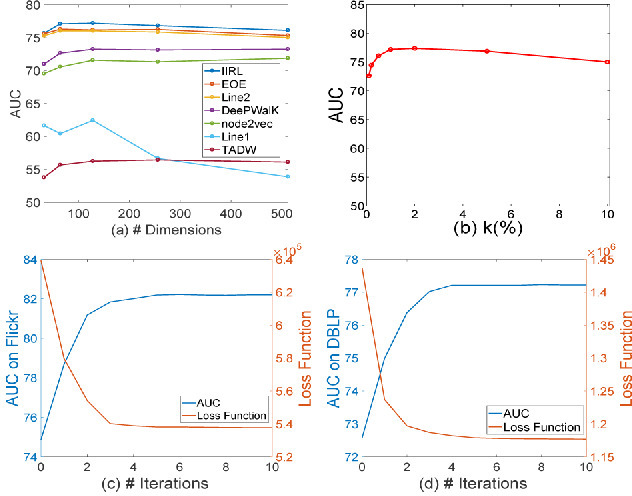 80
75
70
65
60
55
50
AUC
IIRL
EOE
Line2
DeePWalK
node2vec
Line1
TADW
0 100 200 300 400 500
(a) # Dimensions
85
80
75
70
65
60
55
50
AUC
0 2 4 6 8 10
(b) k(%)
84
82
80
78
76
74
AUC on Flickr
×10⁶
6.4
6.2
6
5.8
5.6
5.4
5.2
Loss Function
AUC
Loss Function
0 2 4 6 8 10
(c) # Iterations
78
77
76
75
74
73
72
AUC on DBLP
×10⁶
1.45
1.4
1.35
1.3
1.25
1.2
1.15
Loss Function
AUC
Loss Function
0 2 4 6 8 10
(d) # Iterations